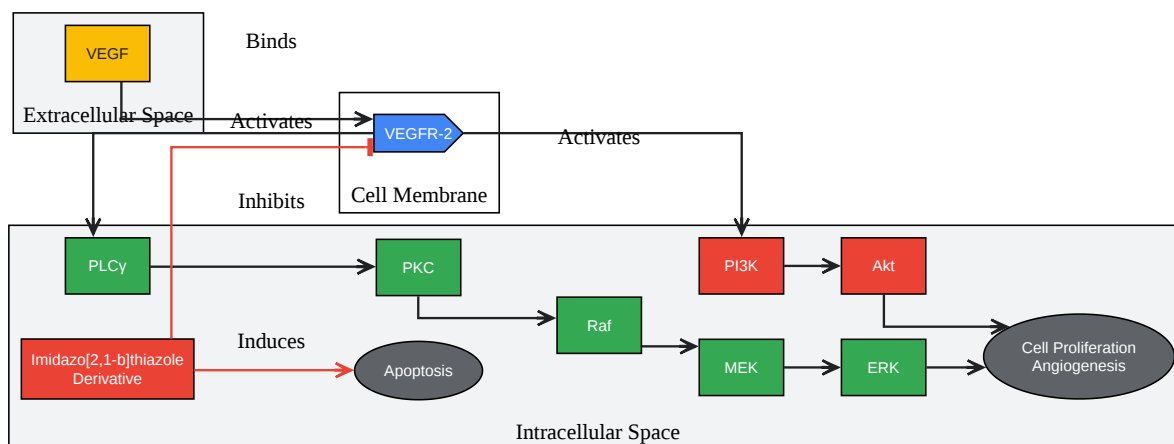 VEGF
Binds
Extracellular Space
Activates
VEGFR-2
Activates
Cell Membrane
Inhibits
PLCγ
PKC
PI3K
Akt
Raf
Imidazo[2,1-b]thiazole
Derivative
Induces
Apoptosis
MEK
ERK
Cell Proliferation
Angiogenesis
Intracellular Space